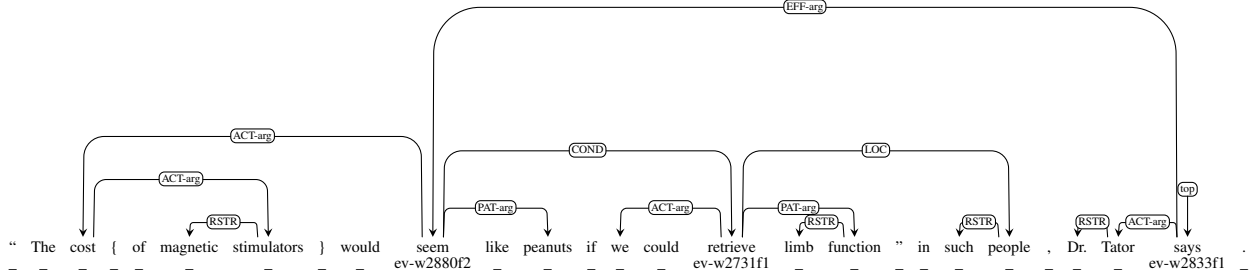 EFF-arg
ACT-arg COND LOC
ACT-arg top
PAT-arg ACT-arg PAT-arg
RSTR RSTR RSTR RSTR ACT-arg
“ The cost { of magnetic stimulators } would seem like peanuts if we could retrieve limb function ” in such people , Dr. Tator says .
_ _ _ _ _ _ _ _ _ ev-w2880f2 _ _ _ _ _ ev-w2731f1 _ _ _ _ _ _ _ _ _ ev-w2833f1 _